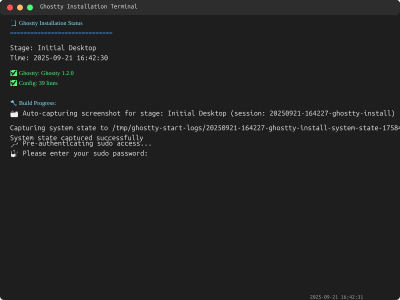 Ghostty Installation Terminal
Ghostty Installation Status
==============================
Stage: Initial Desktop
Time: 2025-09-21 16:42:30
✅ Ghostty: Ghostty 1.2.0
✅ Config: 39 lines
🔨 Build Progress:
📸 Auto-capturing screenshot for stage: Initial Desktop (session: 20250921-164227-ghostty-install)
Capturing system state to /tmp/ghostty-start-logs/20250921-164227-ghostty-install-system-state-1758
System state captured successfully
🔑 Pre-authenticating sudo access...
🔐 Please enter your sudo password:
2025-09-21 16:42:31